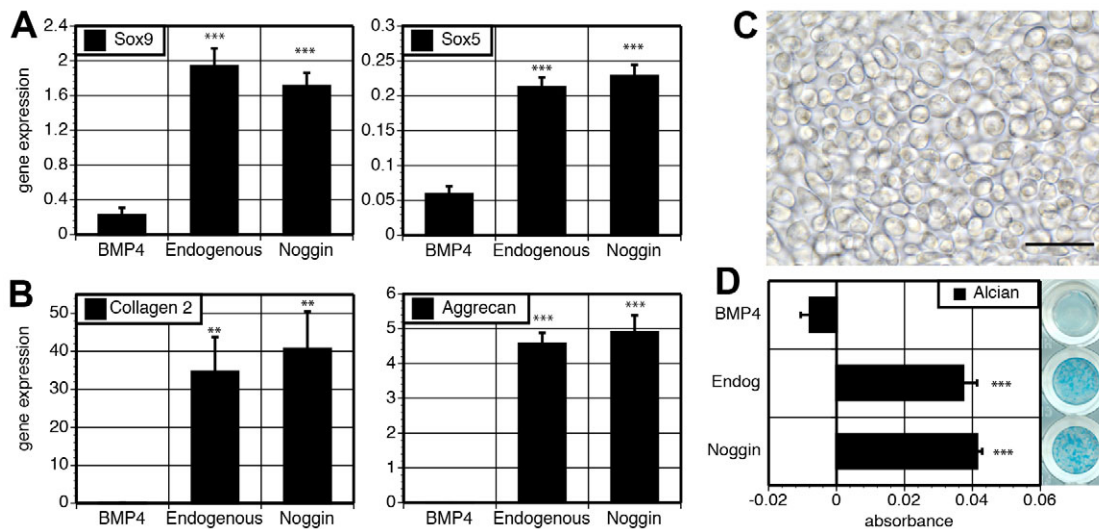 A
gene expression
2.4
2
1.6
1.2
0.8
0.4
0
Sox9
***
***
BMP4 Endogenous Noggin
0.3
0.25
0.2
0.15
0.1
0.05
0
Sox5
***
***
BMP4 Endogenous Noggin
B
gene expression
50
40
30
20
10
0
Collagen 2
**
**
BMP4 Endogenous Noggin
6
5
4
3
2
1
0
Aggrecan
***
***
BMP4 Endogenous Noggin
C
D
Alcian
BMP4
Endog
***
Noggin
***
-0.02 0 0.02 0.04 0.06
absorbance